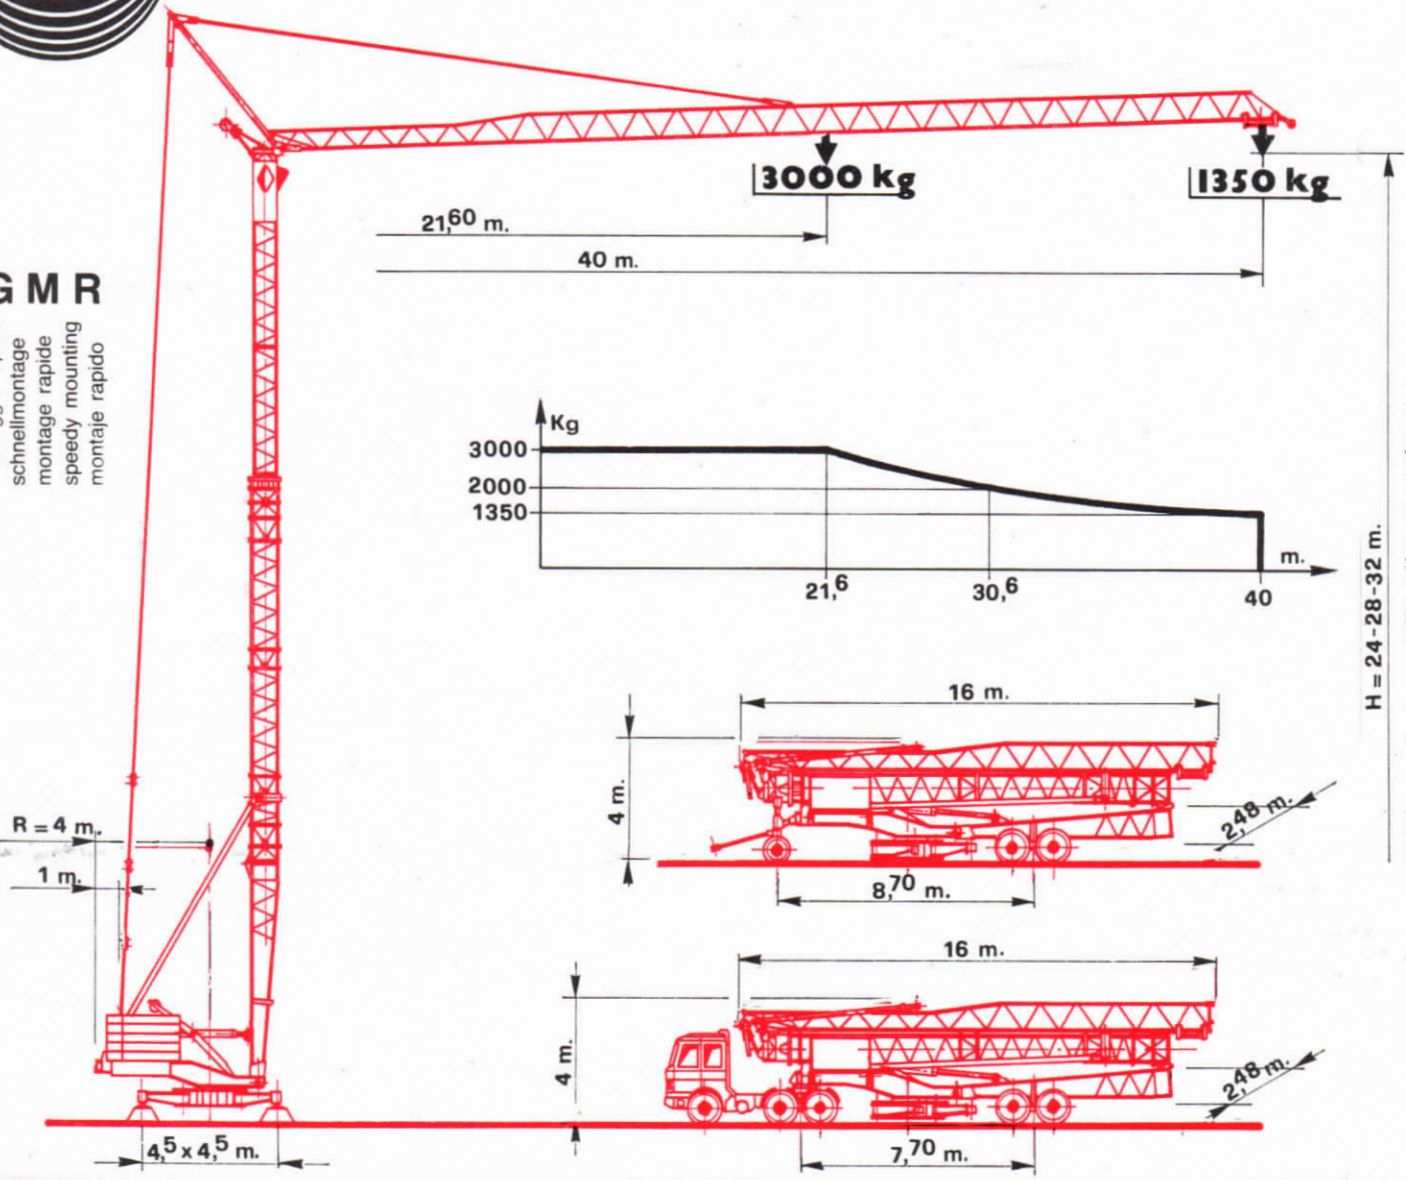 3000 kg
1350 kg
21,60 m.
40 m.
G M R
schnellmontage
montage rapide
speedy mounting
montaje rapido
Kg
3000
2000
1350
m.
21,6
30,6
40
H = 24-28-32 m.
16 m.
4 m.
2,48 m.
8,70 m.
R = 4 m.
1 m.
16 m.
4 m.
2,48 m.
7,70 m.
4,5 x 4,5 m.